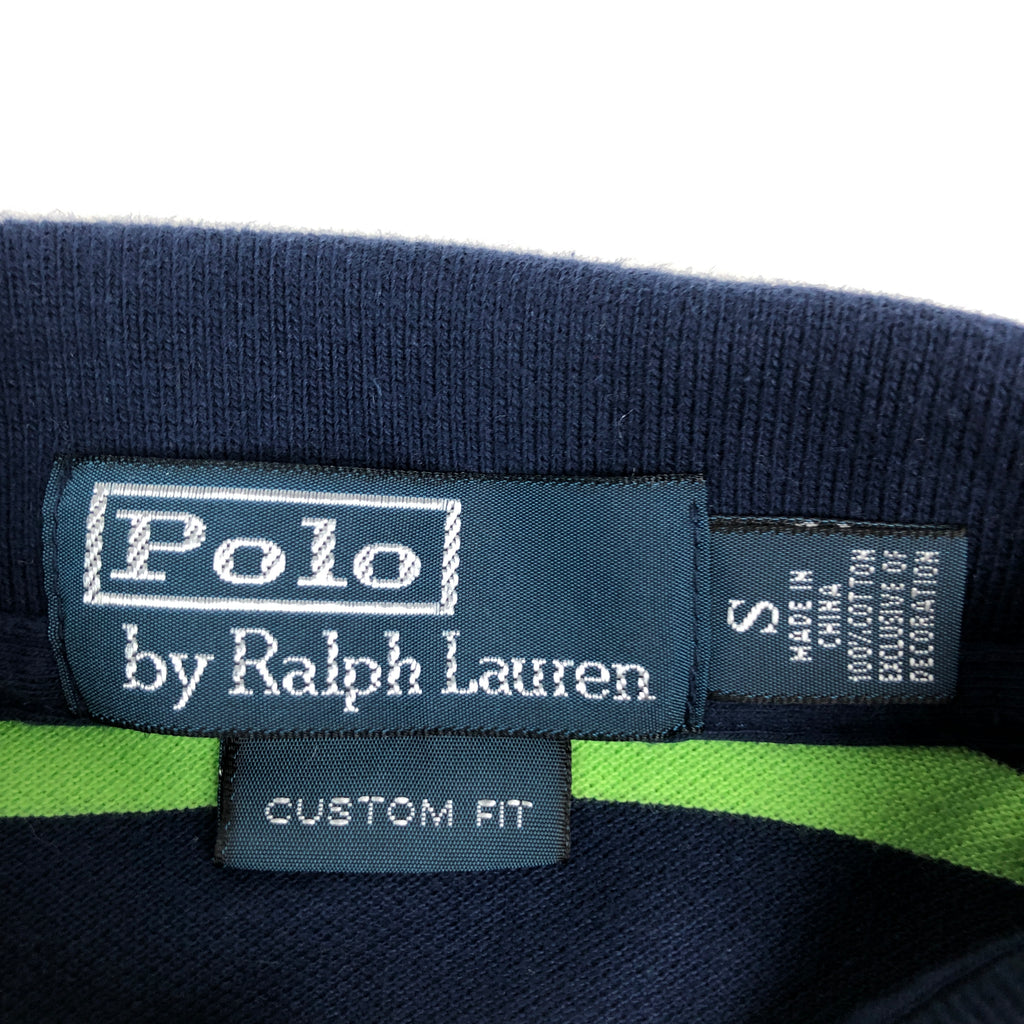 Polo
by Ralph Lauren
CUSTOM FIT
S
MADE IN
CHINA
100%COTTON
EXCLUSIVE OF
DECORATION